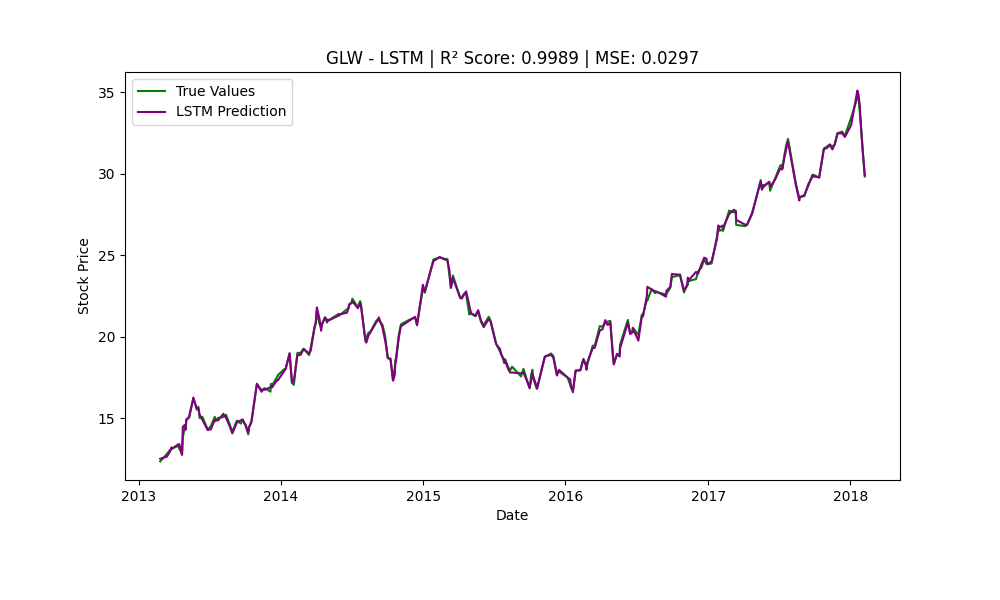 GLW - LSTM | R² Score: 0.9989 | MSE: 0.0297
True Values
LSTM Prediction
35
30
25
20
15
Stock Price
2013 2014 2015 2016 2017 2018
Date